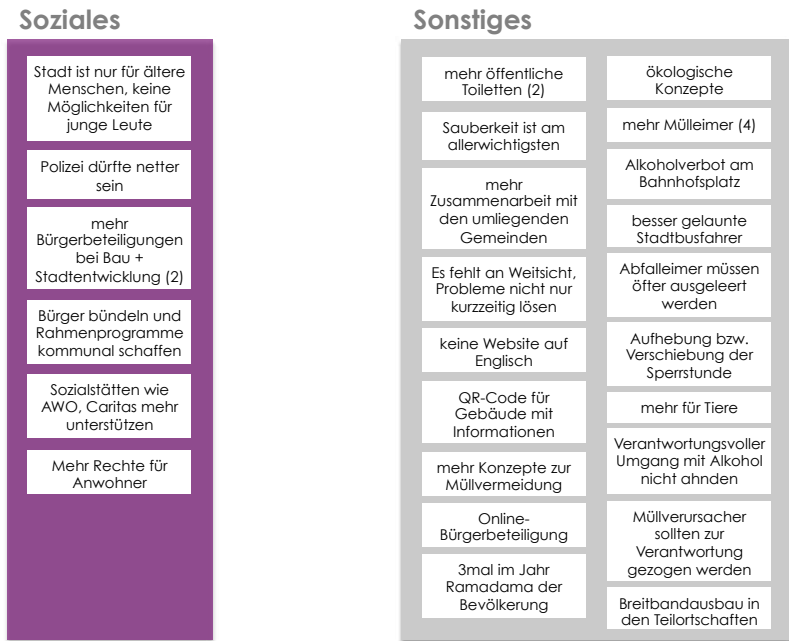 Soziales
Stadt ist nur für ältere
Menschen, keine
Möglichkeiten für
junge Leute
Polizei dürfte netter
sein
mehr
Bürgerbeteiligungen
bei Bau +
Stadtentwicklung (2)
Bürger bündeln und
Rahmenprogramme
kommunal schaffen
Sozialstätten wie
AWO, Caritas mehr
unterstützen
Mehr Rechte für
Anwohner
Sonstiges
mehr öffentliche
Toiletten (2)
Sauberkeit ist am
allerwichtigsten
mehr
Zusammenarbeit mit
den umliegenden
Gemeinden
Es fehlt an Weitsicht,
Probleme nicht nur
kurzzeitig lösen
keine Website auf
Englisch
QR-Code für
Gebäude mit
Informationen
mehr Konzepte zur
Müllvermeidung
Online-
Bürgerbeteiligung
3mal im Jahr
Ramadama der
Bevölkerung
ökologische
Konzepte
mehr Mülleimer (4)
Alkoholverbot am
Bahnhofsplatz
besser gelaunte
Stadtbusfahrer
Abfalleimer müssen
öfter ausgeleert
werden
Aufhebung bzw.
Verschiebung der
Sperrstunde
mehr für Tiere
Verantwortungsvoller
Umgang mit Alkohol
nicht ahnden
Müllverursacher
sollten zur
Verantwortung
gezogen werden
Breitbandausbau in
den Teilortschaften